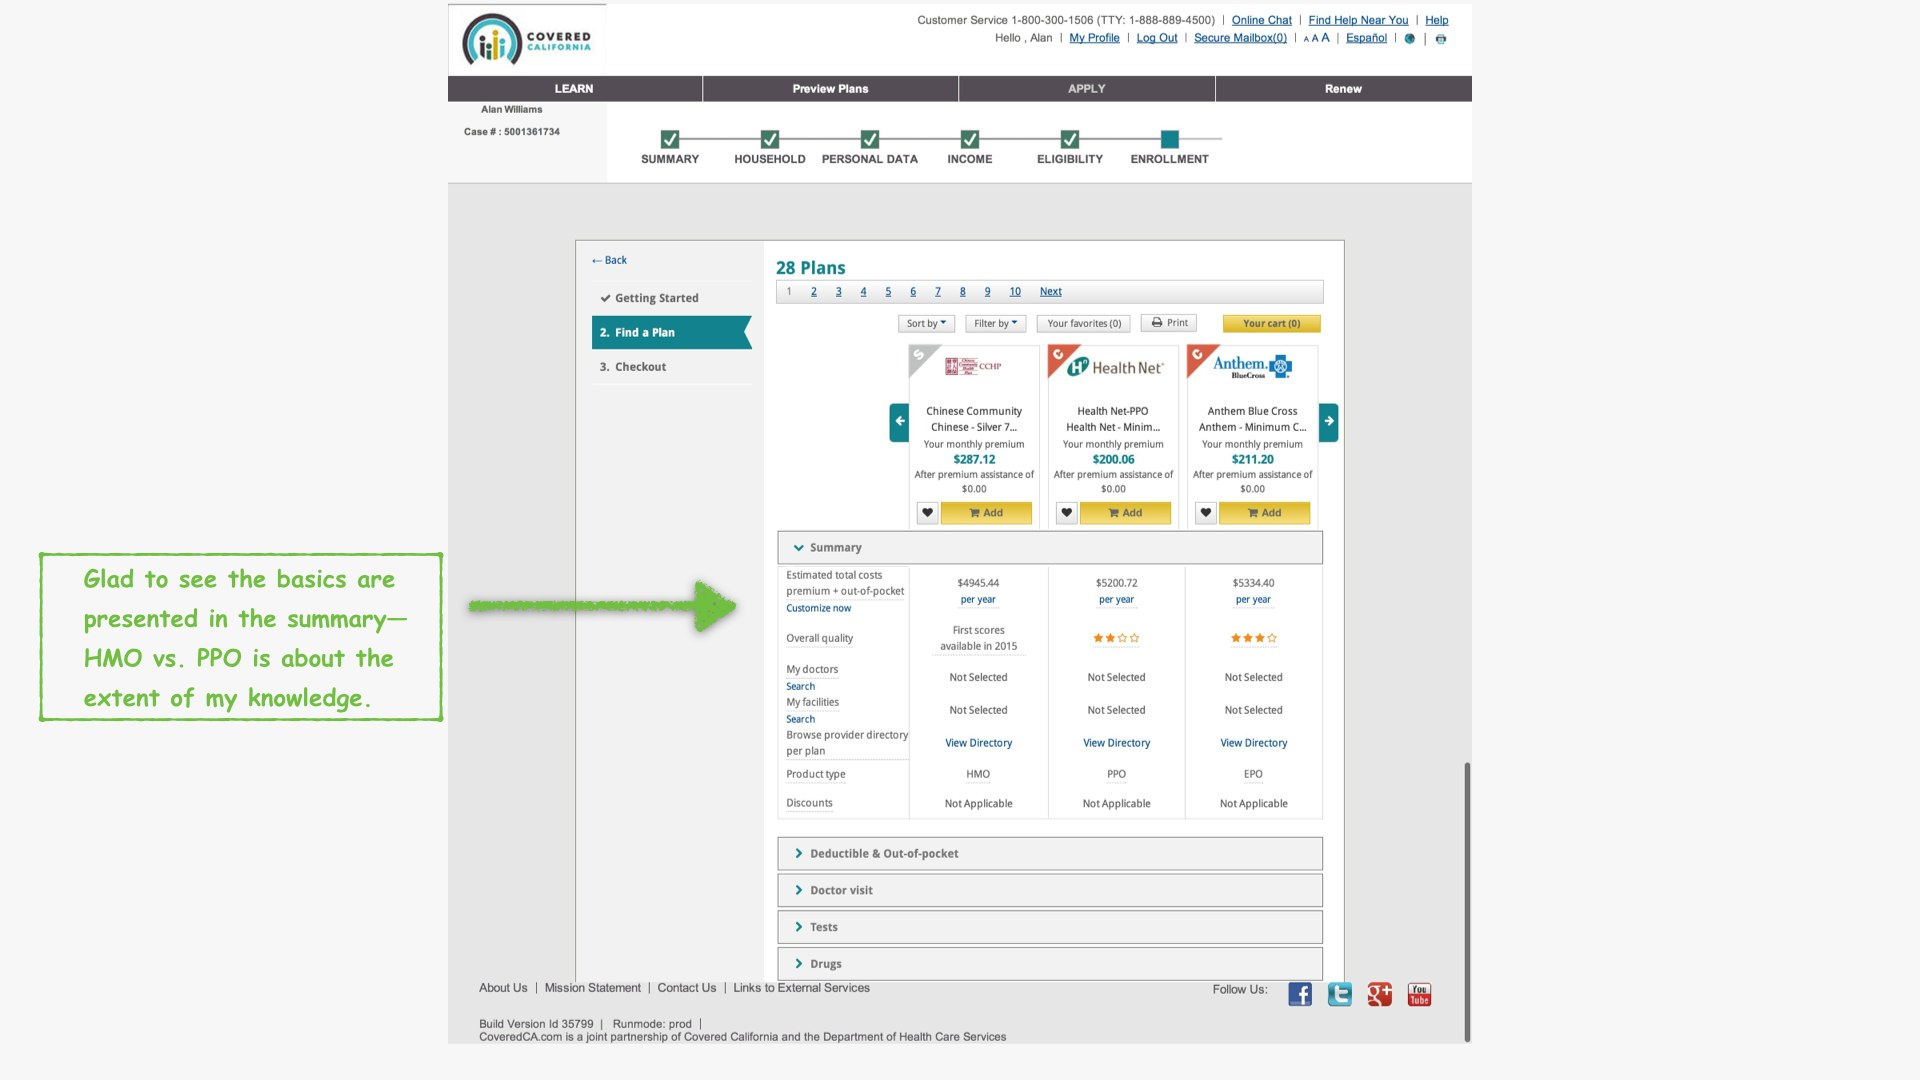 COVERED
CALIFORNIA
Customer Service 1-800-300-1506 (TTY: 1-888-889-4500) | Online Chat | Find Help Near You | Help
Hello , Alan | My Profile | Log Out | Secure Mailbox(0) | A A A | Español | |
LEARN Preview Plans APPLY Renew
Alan Williams
Case # : 5001361734
SUMMARY HOUSEHOLD PERSONAL DATA INCOME ELIGIBILITY ENROLLMENT
← Back
Getting Started
2. Find a Plan
3. Checkout
28 Plans
1 2 3 4 5 6 7 8 9 10 Next
Sort by Filter by Your favorites (0) Print Your cart (0)
S CCHP C Health Net C Anthem.
BlueCross
Chinese Community Health Net-PPO Anthem Blue Cross
Chinese - Silver 7... Health Net - Minim... Anthem - Minimum C...
Your monthly premium Your monthly premium Your monthly premium
$287.12 $200.06 $211.20
After premium assistance of After premium assistance of After premium assistance of
$0.00 $0.00 $0.00
Add Add Add
Summary
Estimated total costs
premium + out-of-pocket $4945.44 $5200.72 $5334.40
Customize now per year per year per year
Overall quality First scores
available in 2015
My doctors
Search Not Selected Not Selected Not Selected
My facilities
Search Not Selected Not Selected Not Selected
Browse provider directory
per plan View Directory View Directory View Directory
Product type HMO PPO EPO
Discounts Not Applicable Not Applicable Not Applicable
Deductible & Out-of-pocket
Doctor visit
Tests
Drugs
Glad to see the basics are
presented in the summary—
HMO vs. PPO is about the
extent of my knowledge.
About Us | Mission Statement | Contact Us | Links to External Services
Follow Us: f t g+ You Tube
Build Version Id 35799 | Runmode: prod |
CoveredCA.com is a joint partnership of Covered California and the Department of Health Care Services